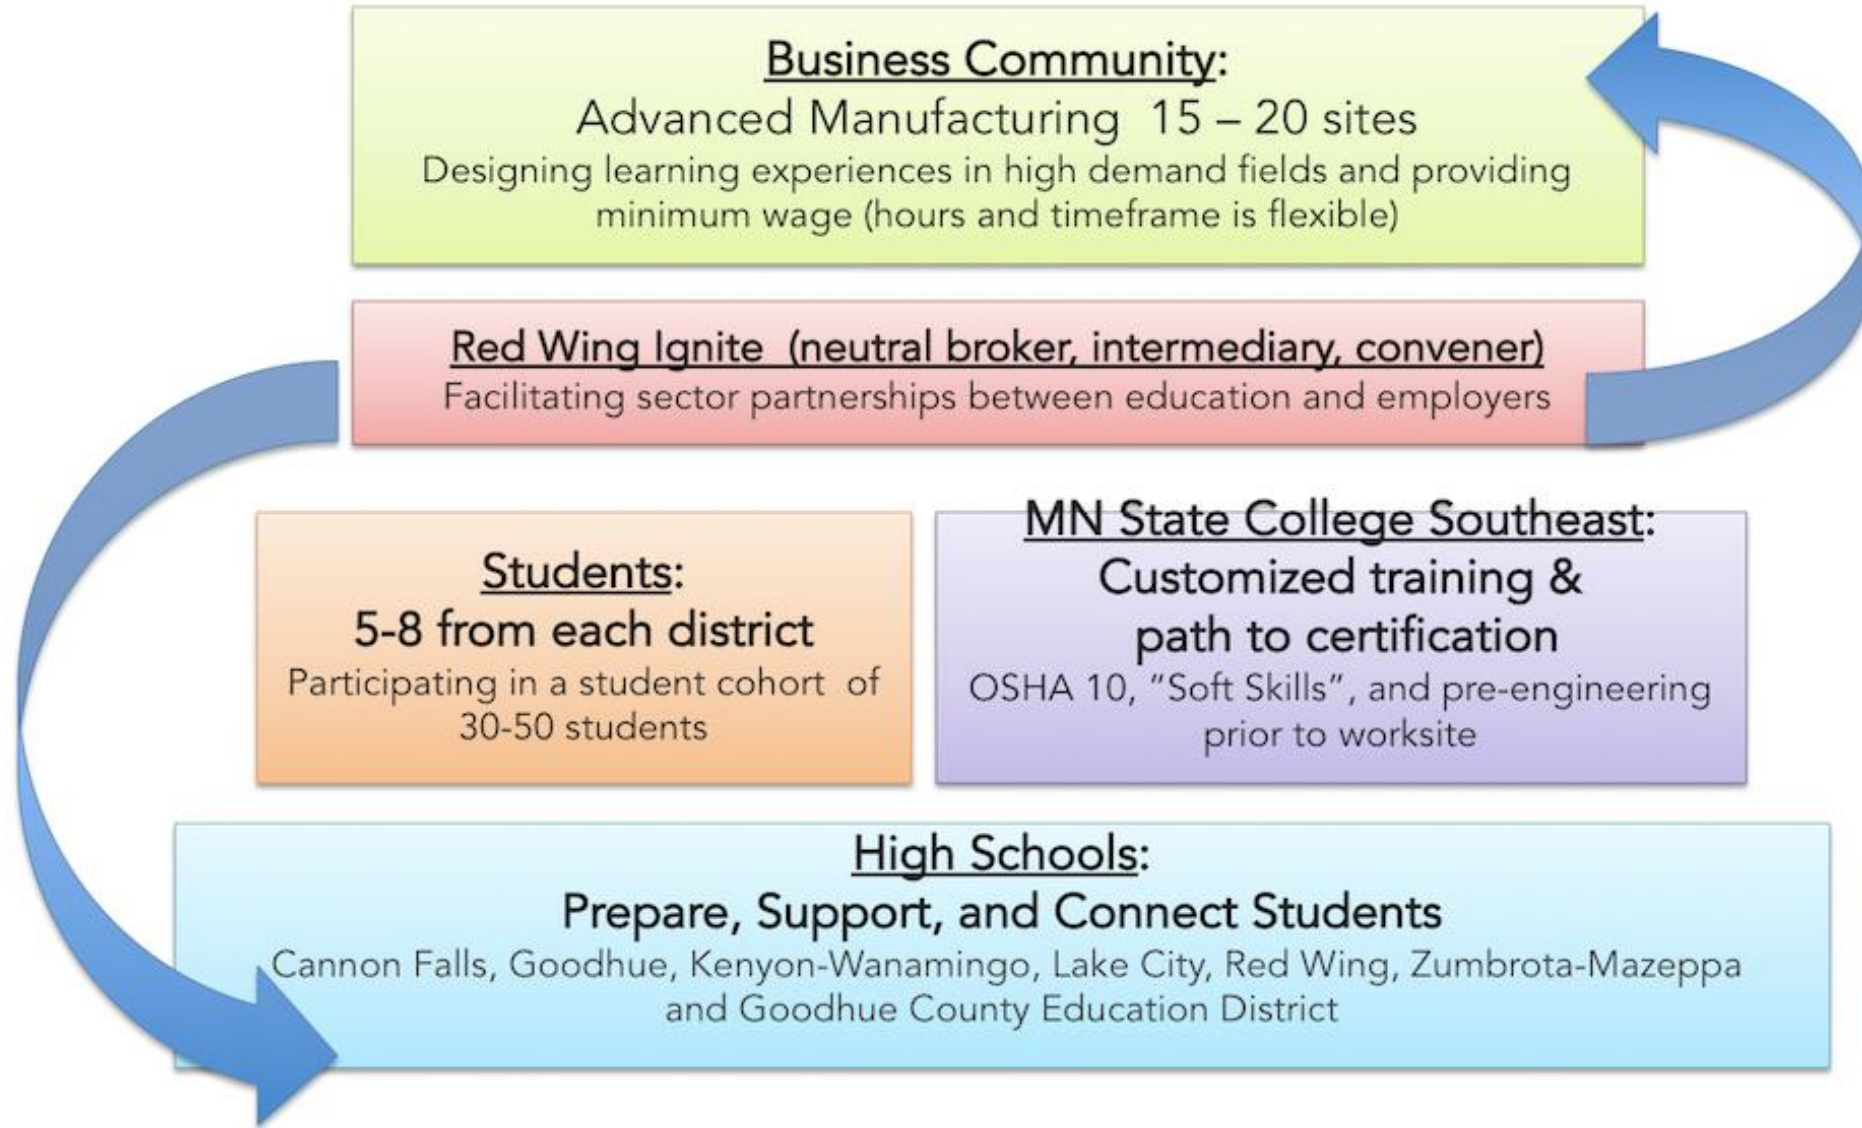 Business Community:
Advanced Manufacturing  15 – 20 sites
Designing learning experiences in high demand fields and providing
minimum wage (hours and timeframe is flexible)
Red Wing Ignite  (neutral broker, intermediary, convener)
Facilitating sector partnerships between education and employers
Students:
5-8 from each district
Participating in a student cohort  of
30-50 students
MN State College Southeast:
Customized training &
path to certification
OSHA 10, “Soft Skills”, and pre-engineering
prior to worksite
High Schools:
Prepare, Support, and Connect Students
Cannon Falls, Goodhue, Kenyon-Wanamingo, Lake City, Red Wing, Zumbrota-Mazeppa
and Goodhue County Education District